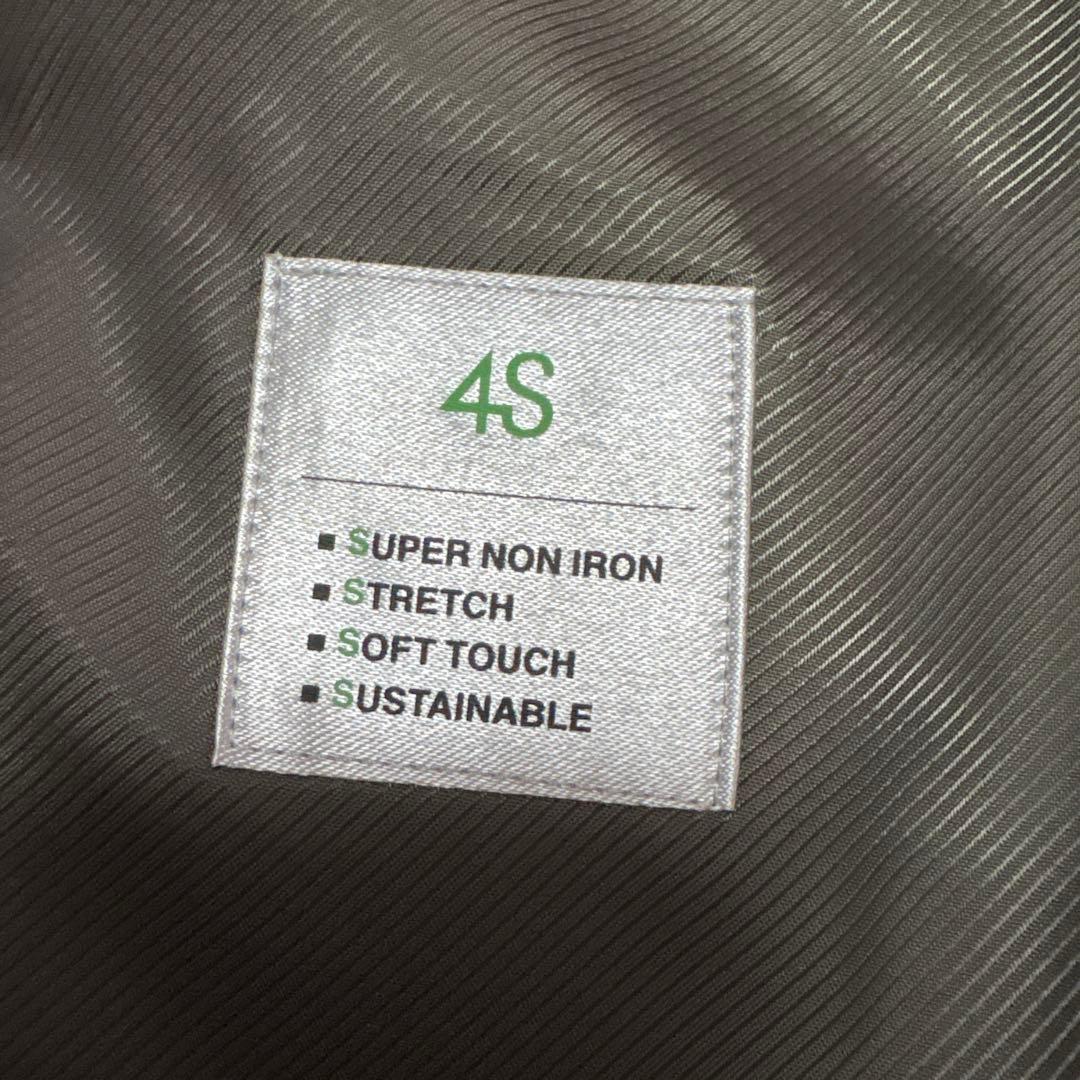 4S
▪ SUPER NON IRON
▪ STRETCH
▪ SOFT TOUCH
▪ SUSTAINABLE